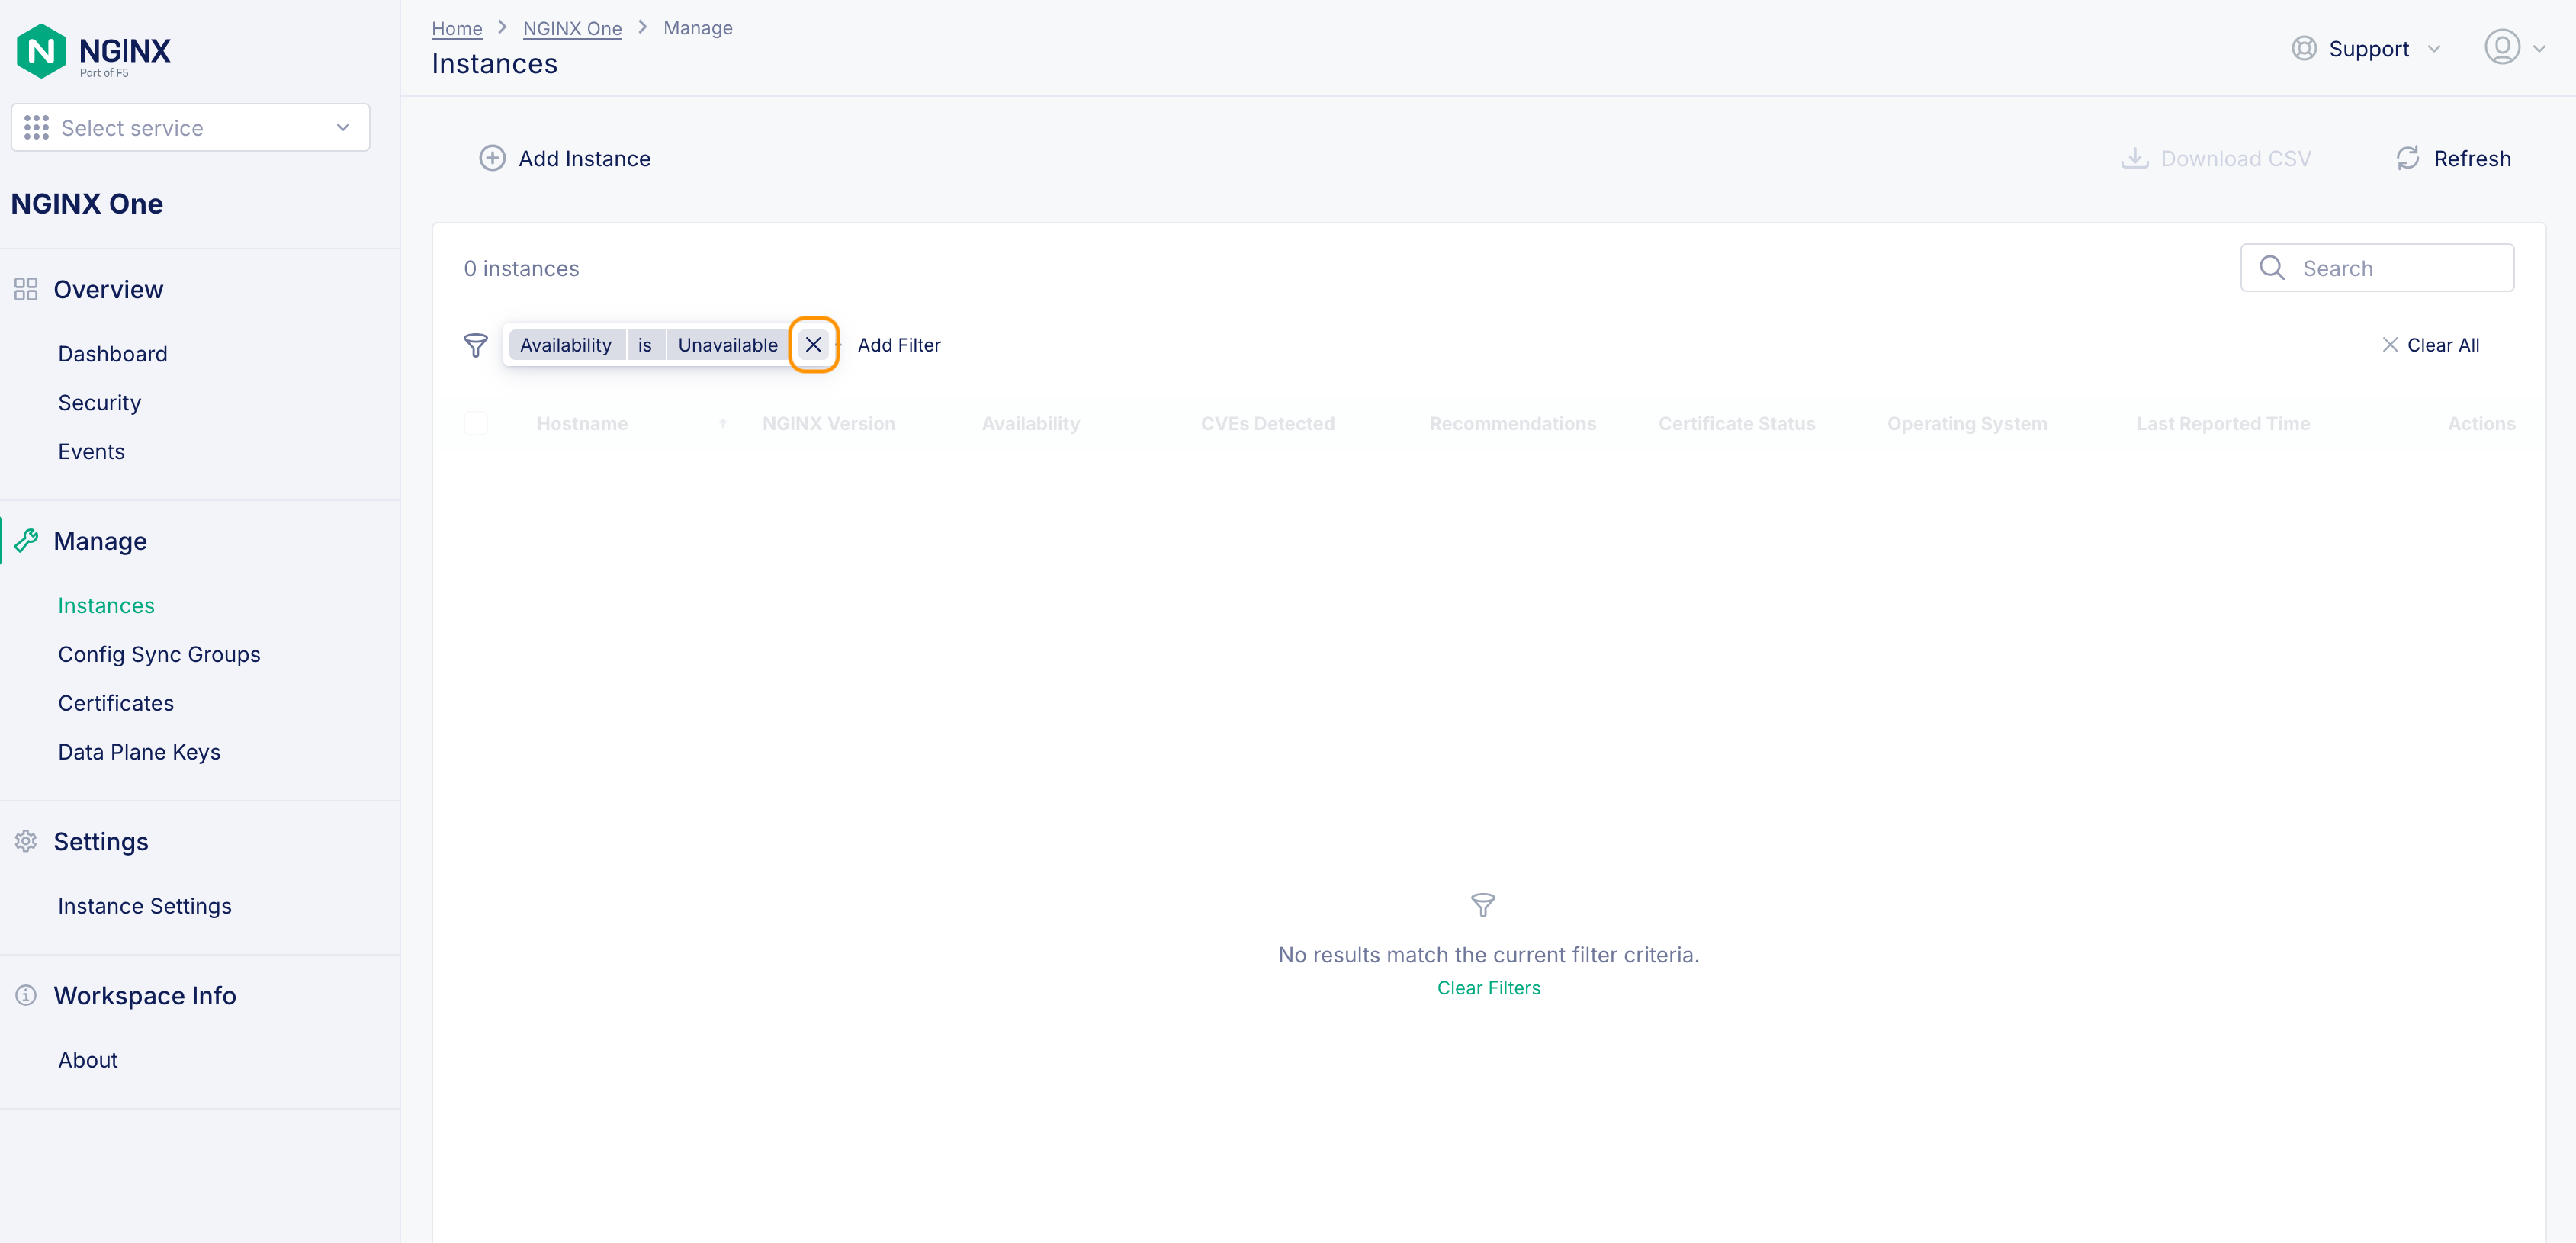 NGINX
Part of F5
Select service
NGINX One
Overview
Dashboard
Security
Events
Manage
Instances
Config Sync Groups
Certificates
Data Plane Keys
Settings
Instance Settings
Workspace Info
About
Home > NGINX One > Manage
Instances
Support
Add Instance
Download CSV
Refresh
0 instances
Search
Availability is Unavailable Add Filter
Clear All
Hostname NGINX Version Availability CVEs Detected Recommendations Certificate Status Operating System Last Reported Time Actions
No results match the current filter criteria.
Clear Filters